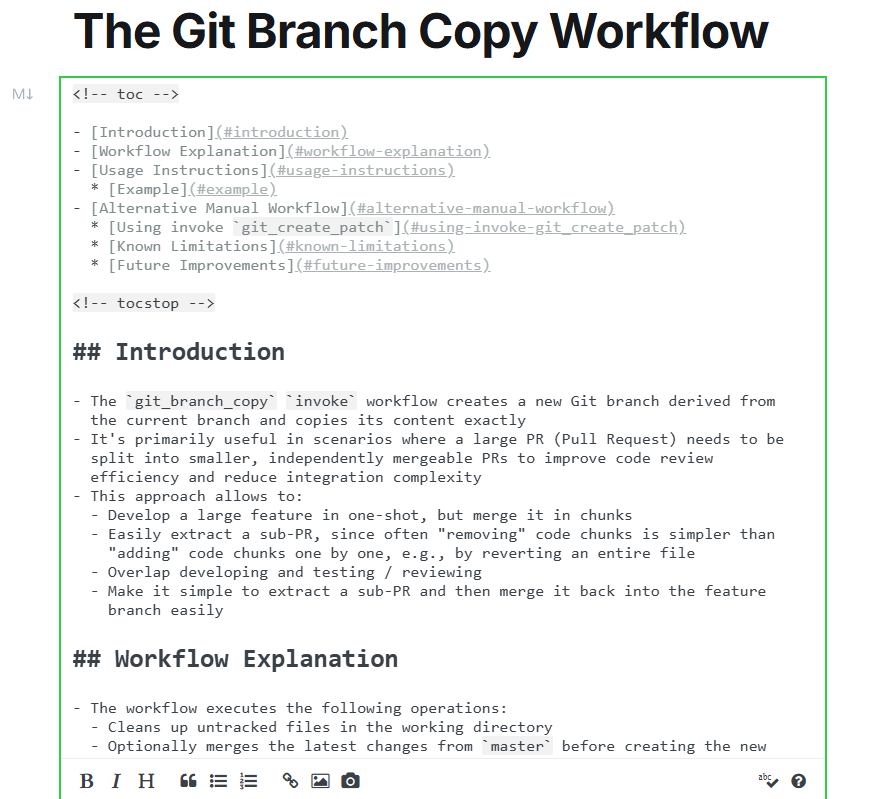 The Git Branch Copy Workflow
M↓
<!-- toc -->
- [Introduction](#introduction)
- [Workflow Explanation](#workflow-explanation)
- [Usage Instructions](#usage-instructions)
  * [Example](#example)
- [Alternative Manual Workflow](#alternative-manual-workflow)
  * [Using invoke `git_create_patch`](#using-invoke-git_create_patch)
  * [Known Limitations](#known-limitations)
  * [Future Improvements](#future-improvements)
<!-- tocstop -->
## Introduction
- The `git_branch_copy` `invoke` workflow creates a new Git branch derived from
  the current branch and copies its content exactly
- It's primarily useful in scenarios where a large PR (Pull Request) needs to be
  split into smaller, independently mergeable PRs to improve code review
  efficiency and reduce integration complexity
- This approach allows to:
  - Develop a large feature in one-shot, but merge it in chunks
  - Easily extract a sub-PR, since often "removing" code chunks is simpler than
    "adding" code chunks one by one, e.g., by reverting an entire file
  - Overlap developing and testing / reviewing
  - Make it simple to extract a sub-PR and then merge it back into the feature
    branch easily
## Workflow Explanation
- The workflow executes the following operations:
  - Cleans up untracked files in the working directory
  - Optionally merges the latest changes from `master` before creating the new
B I H abc